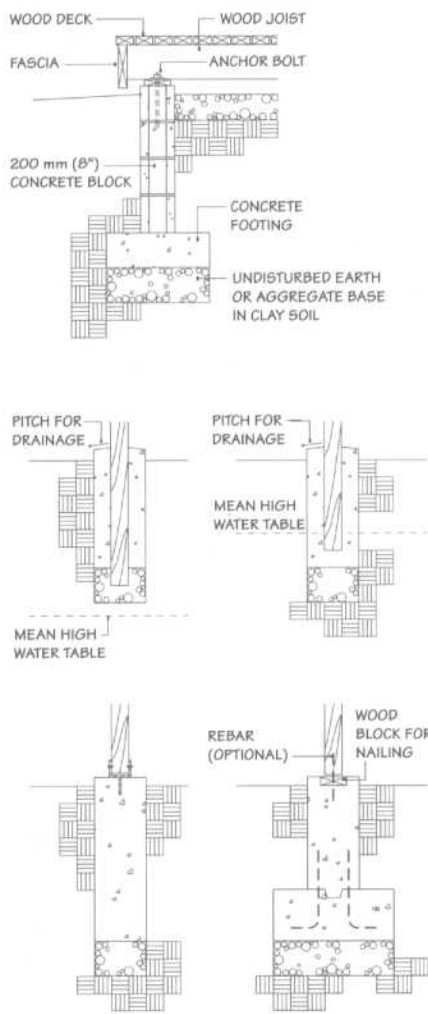 WOOD DECK
WOOD JOIST
FASCIA
ANCHOR BOLT
200 mm (8")
CONCRETE BLOCK
CONCRETE
FOOTING
UNDISTURBED EARTH
OR AGGREGATE BASE
IN CLAY SOIL
PITCH FOR
DRAINAGE
MEAN HIGH
WATER TABLE
PITCH FOR
DRAINAGE
MEAN HIGH
WATER TABLE
REBAR
(OPTIONAL)
WOOD
BLOCK FOR
NAILING